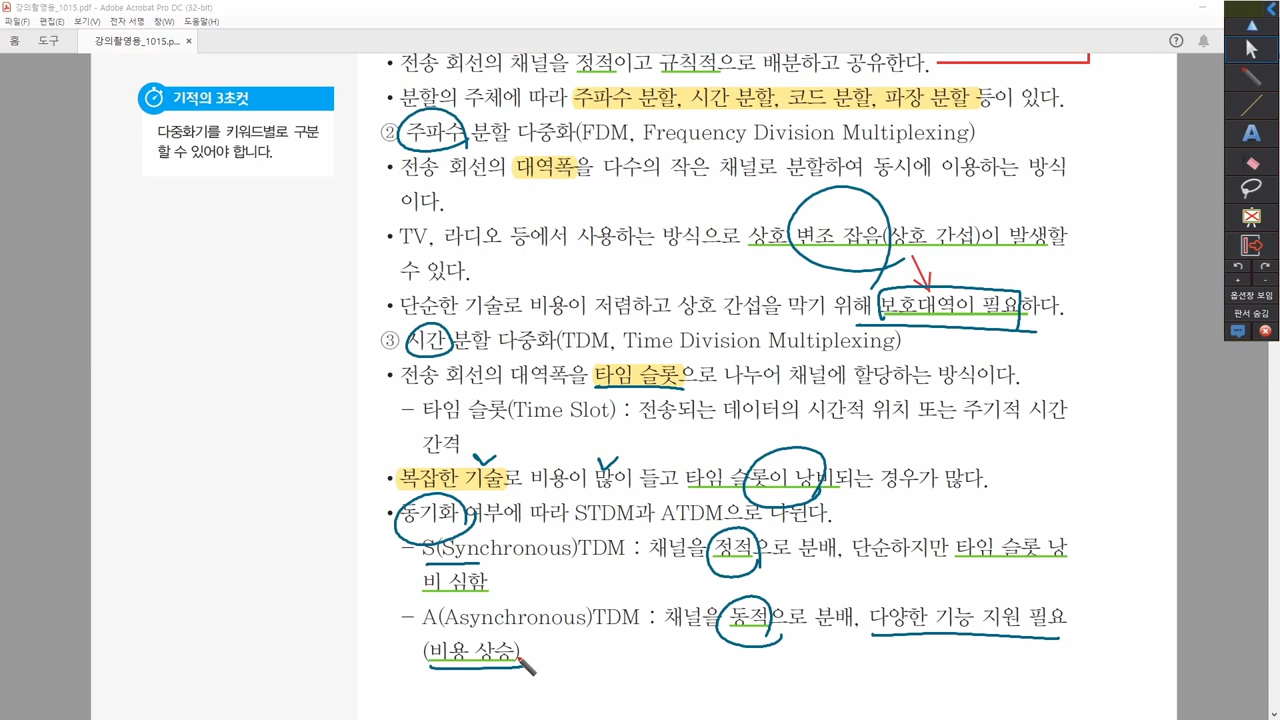 강의촬영용_1015.pdf - Adobe Acrobat Pro DC (32-bit)
파일(F) 편집(E) 보기(V) 전자 서명 창(W) 도움말(H)
홈 도구 강의촬영용_1015.p... ×
기적의 3초컷
다중화기를 키워드별로 구분
할 수 있어야 합니다.
• 전송 회선의 채널을 정적이고 규칙적으로 배분하고 공유한다.
• 분할의 주체에 따라 주파수 분할, 시간 분할, 코드 분할, 파장 분할 등이 있다.
② 주파수 분할 다중화(FDM, Frequency Division Multiplexing)
• 전송 회선의 대역폭을 다수의 작은 채널로 분할하여 동시에 이용하는 방식
이다.
• TV, 라디오 등에서 사용하는 방식으로 상호 변조 잡음(상호 간섭)이 발생할
수 있다.
• 단순한 기술로 비용이 저렴하고 상호 간섭을 막기 위해 보호대역이 필요하다.
③ 시간 분할 다중화(TDM, Time Division Multiplexing)
• 전송 회선의 대역폭을 타임 슬롯으로 나누어 채널에 할당하는 방식이다.
– 타임 슬롯(Time Slot) : 전송되는 데이터의 시간적 위치 또는 주기적 시간
간격
• 복잡한 기술로 비용이 많이 들고 타임 슬롯이 낭비되는 경우가 많다.
• 동기화 여부에 따라 STDM과 ATDM으로 나뉜다.
– S(Synchronous)TDM : 채널을 정적으로 분배, 단순하지만 타임 슬롯 낭
비 심함
– A(Asynchronous)TDM : 채널을 동적으로 분배, 다양한 기능 지원 필요
(비용 상승)
옵션장 보임
판서 숨김